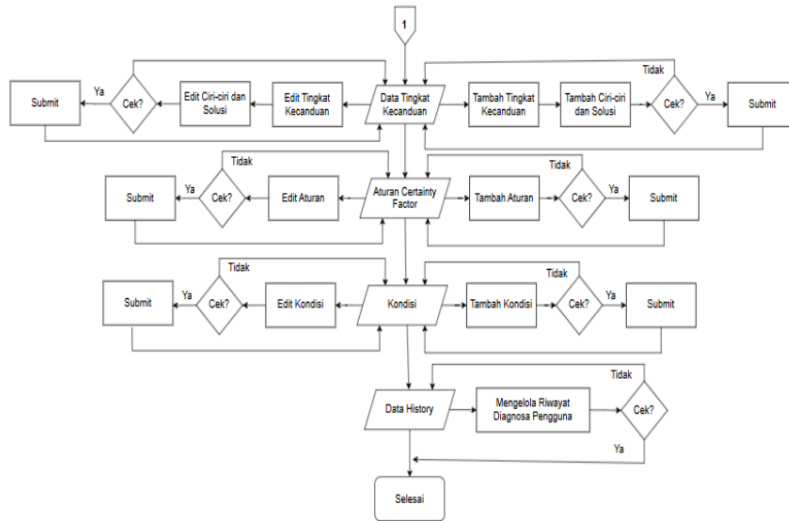 1
Tidak
Submit
Ya
Cek?
Edit Ciri-ciri dan
Solusi
Edit Tingkat
Kecanduan
Data Tingkat
Kecanduan
Tambah Tingkat
Kecanduan
Tambah Ciri-ciri
dan Solusi
Cek?
Ya
Submit
Tidak
Tidak
Submit
Ya
Cek?
Edit Aturan
Aturan Certainty
Factor
Tambah Aturan
Cek?
Ya
Submit
Tidak
Tidak
Submit
Ya
Cek?
Edit Kondisi
Kondisi
Tambah Kondisi
Cek?
Ya
Submit
Tidak
Data History
Mengelola Riwayat
Diagnosa Pengguna
Cek?
Ya
Selesai